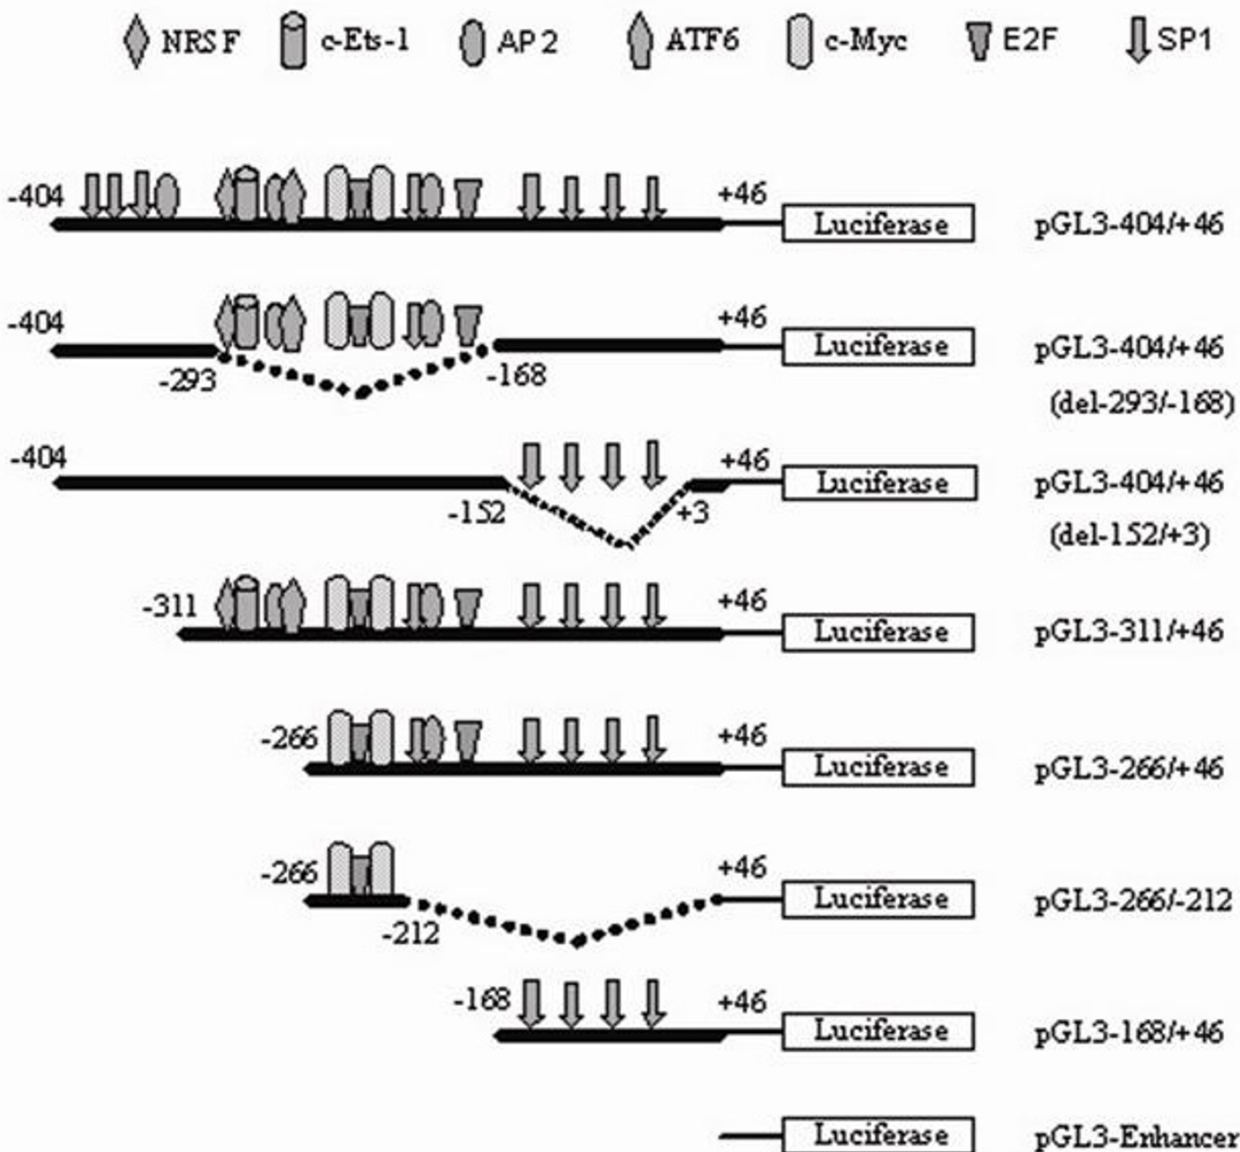 NRSF c-Ets-1 AP2 ATF6 c-Myc E2F SP1
-404 +46 Luciferase pGL3-404/+46
-404 +46 Luciferase pGL3-404/+46
-293 -168 (del-293/-168)
-404 +46 Luciferase pGL3-404/+46
-152 +3 (del-152/+3)
-311 +46 Luciferase pGL3-311/+46
-266 +46 Luciferase pGL3-266/+46
-266 +46 Luciferase pGL3-266/-212
-212
-168 +46 Luciferase pGL3-168/+46
Luciferase pGL3-Enhancer